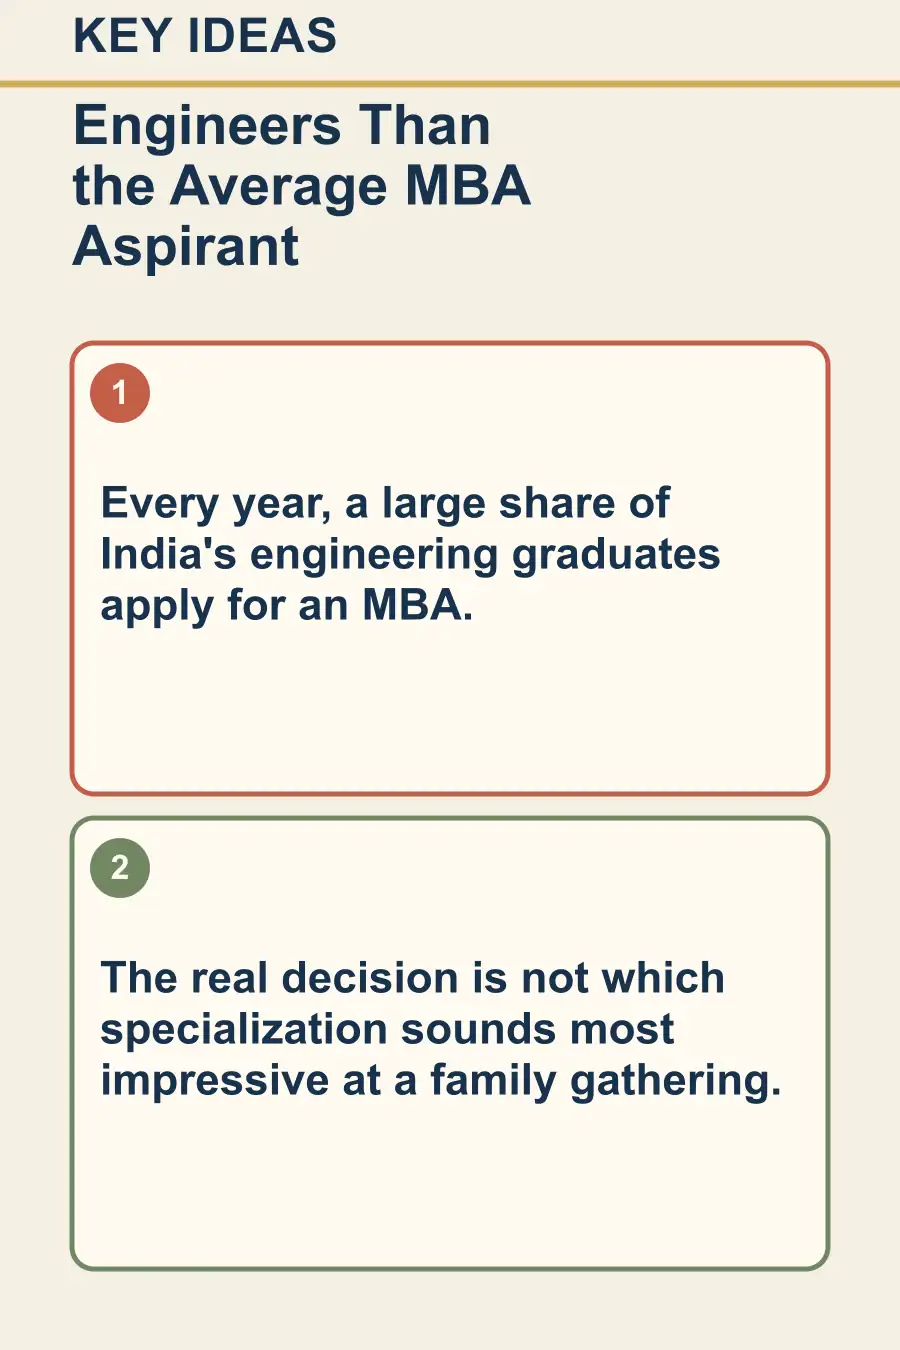 KEY IDEAS
Engineers Than
the Average MBA
Aspirant
1
Every year, a large share of
India's engineering graduates
apply for an MBA.
2
The real decision is not which
specialization sounds most
impressive at a family gathering.